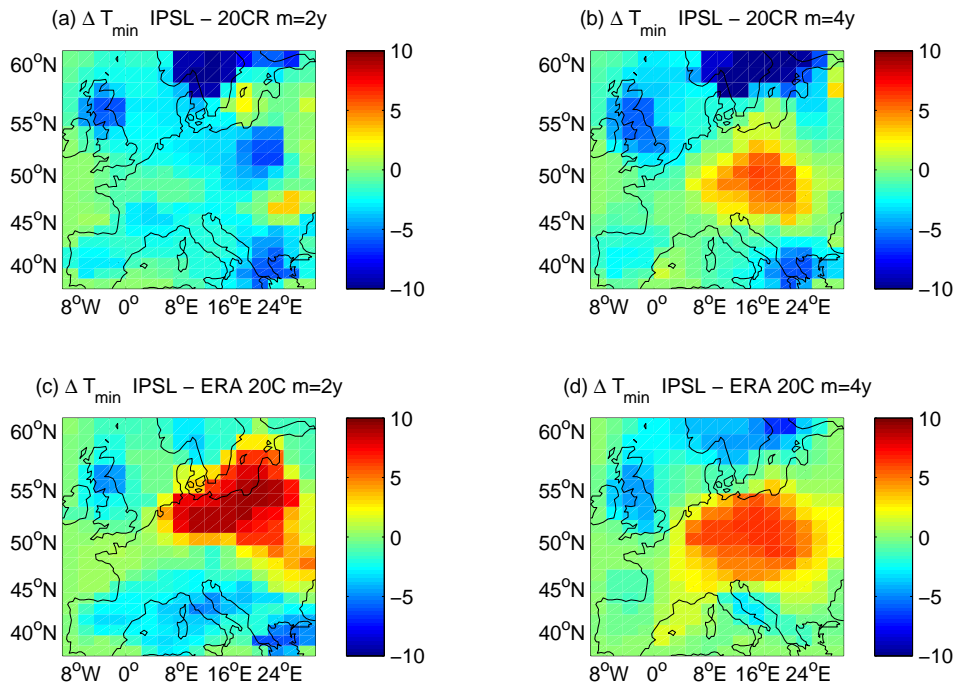 (a) Δ T_min IPSL – 20CR m=2y
60°N
55°N
50°N
45°N
40°N
8°W 0° 8°E 16°E 24°E
10
5
0
−5
−10
(b) Δ T_min IPSL – 20CR m=4y
60°N
55°N
50°N
45°N
40°N
8°W 0° 8°E 16°E 24°E
10
5
0
−5
−10
(c) Δ T_min IPSL – ERA 20C m=2y
60°N
55°N
50°N
45°N
40°N
8°W 0° 8°E 16°E 24°E
10
5
0
−5
−10
(d) Δ T_min IPSL – ERA 20C m=4y
60°N
55°N
50°N
45°N
40°N
8°W 0° 8°E 16°E 24°E
10
5
0
−5
−10